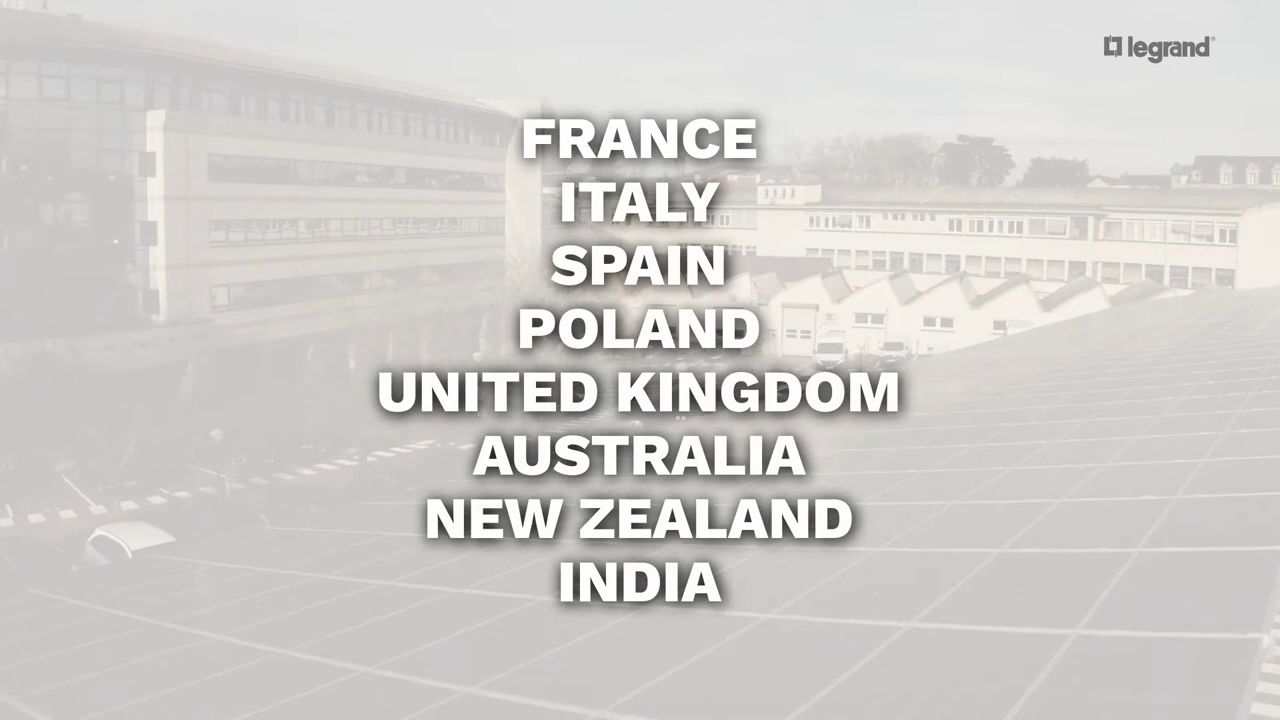 legrand
FRANCE
ITALY
SPAIN
POLAND
UNITED KINGDOM
AUSTRALIA
NEW ZEALAND
INDIA